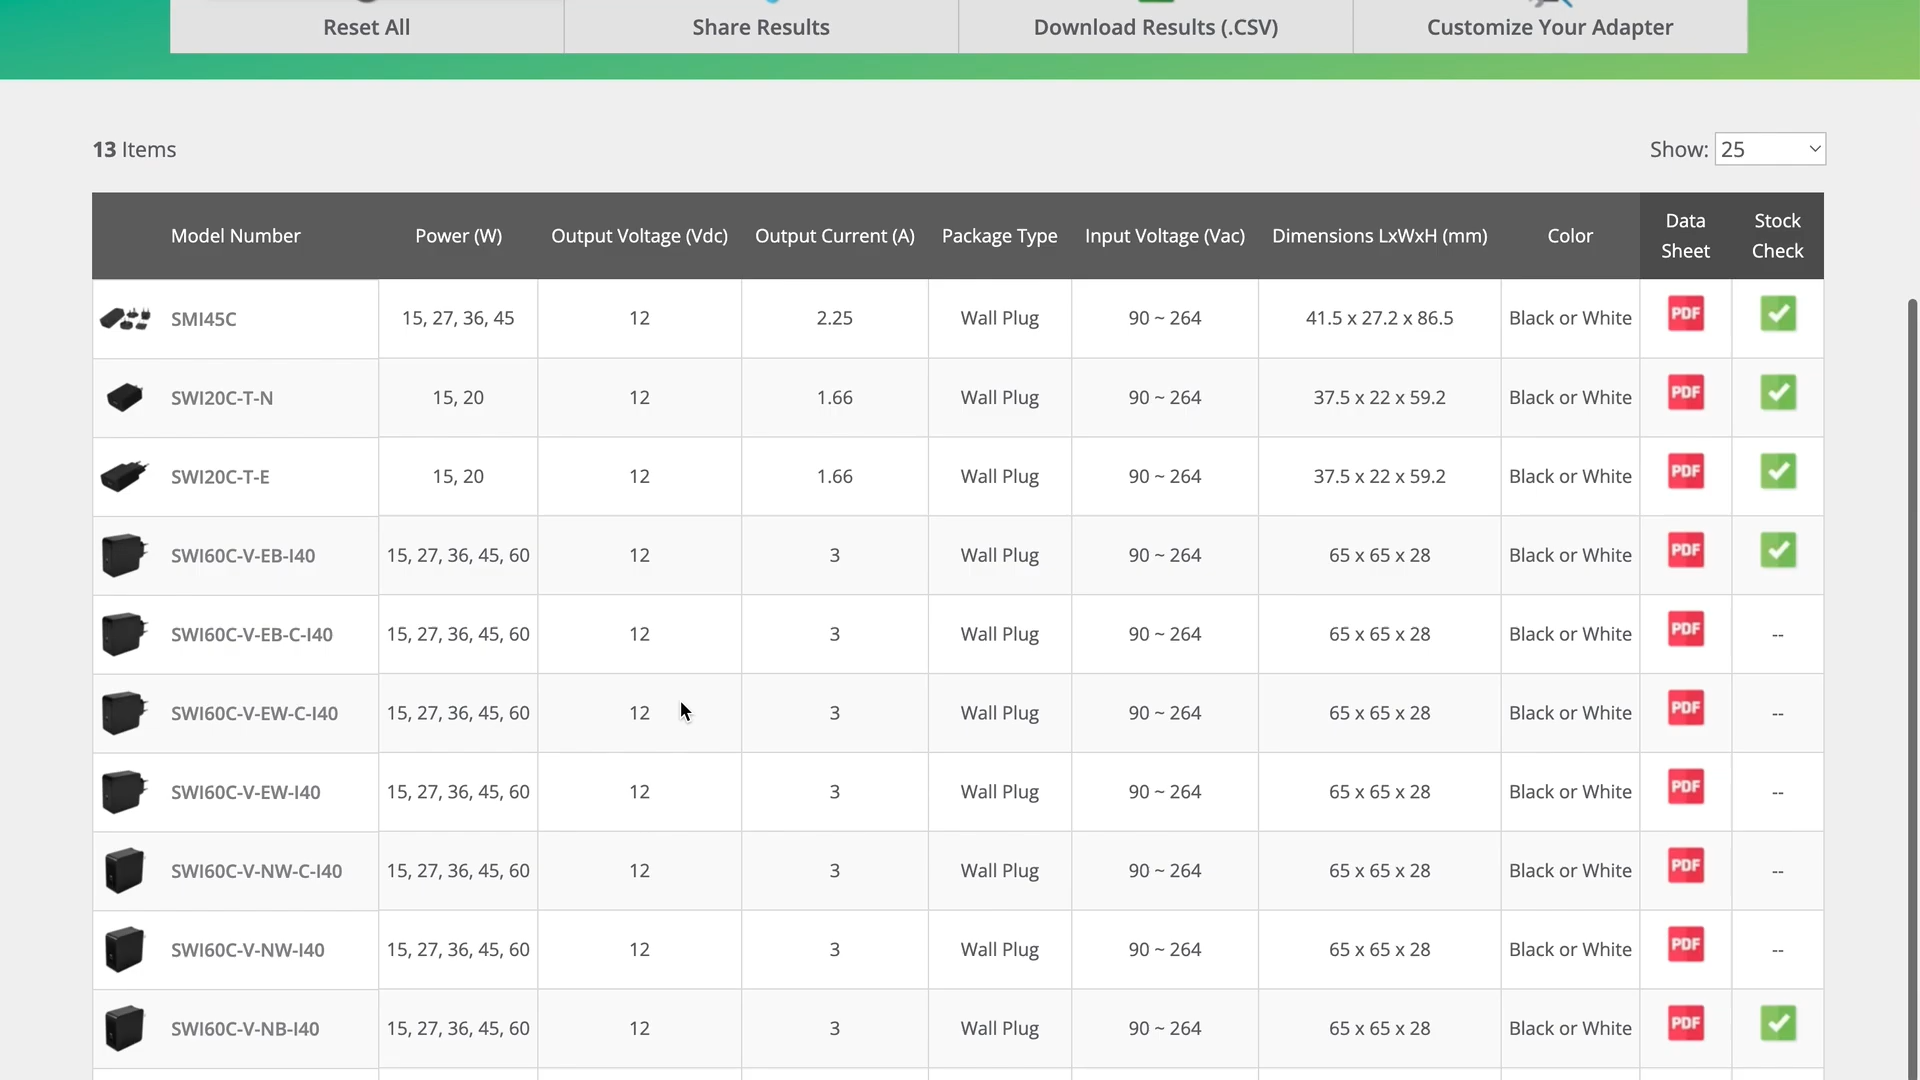 Reset All Share Results Download Results (.CSV) Customize Your Adapter
13 Items Show: 25
Model Number Power (W) Output Voltage (Vdc) Output Current (A) Package Type Input Voltage (Vac) Dimensions LxWxH (mm) Color Data Sheet Stock Check
SMI45C 15, 27, 36, 45 12 2.25 Wall Plug 90 ~ 264 41.5 x 27.2 x 86.5 Black or White PDF
SWI20C-T-N 15, 20 12 1.66 Wall Plug 90 ~ 264 37.5 x 22 x 59.2 Black or White PDF
SWI20C-T-E 15, 20 12 1.66 Wall Plug 90 ~ 264 37.5 x 22 x 59.2 Black or White PDF
SWI60C-V-EB-I40 15, 27, 36, 45, 60 12 3 Wall Plug 90 ~ 264 65 x 65 x 28 Black or White PDF
SWI60C-V-EB-C-I40 15, 27, 36, 45, 60 12 3 Wall Plug 90 ~ 264 65 x 65 x 28 Black or White PDF --
SWI60C-V-EW-C-I40 15, 27, 36, 45, 60 12 3 Wall Plug 90 ~ 264 65 x 65 x 28 Black or White PDF --
SWI60C-V-EW-I40 15, 27, 36, 45, 60 12 3 Wall Plug 90 ~ 264 65 x 65 x 28 Black or White PDF --
SWI60C-V-NW-C-I40 15, 27, 36, 45, 60 12 3 Wall Plug 90 ~ 264 65 x 65 x 28 Black or White PDF --
SWI60C-V-NW-I40 15, 27, 36, 45, 60 12 3 Wall Plug 90 ~ 264 65 x 65 x 28 Black or White PDF --
SWI60C-V-NB-I40 15, 27, 36, 45, 60 12 3 Wall Plug 90 ~ 264 65 x 65 x 28 Black or White PDF